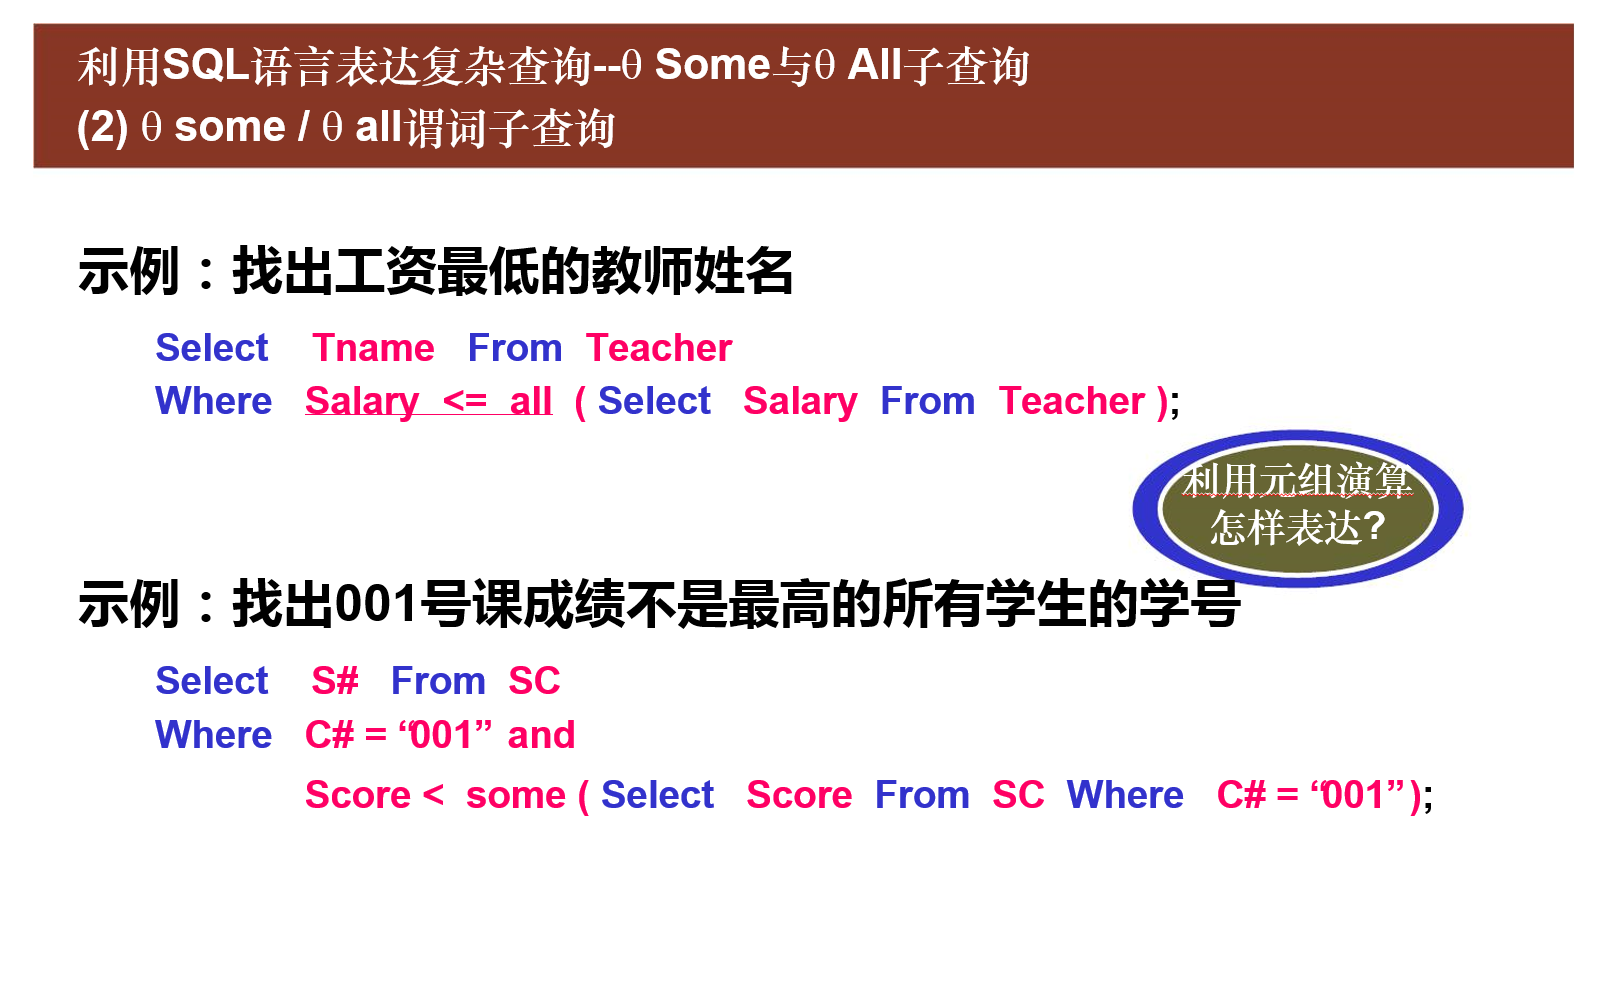 利用SQL语言表达复杂查询--θ Some与θ All子查询
(2) θ some / θ all谓词子查询
示例：找出工资最低的教师姓名
Select Tname From Teacher
Where Salary <= all ( Select Salary From Teacher );
利用元组演算
怎样表达?
示例：找出001号课成绩不是最高的所有学生的学号
Select S# From SC
Where C# = “001” and
Score < some ( Select Score From SC Where C# = “001” );